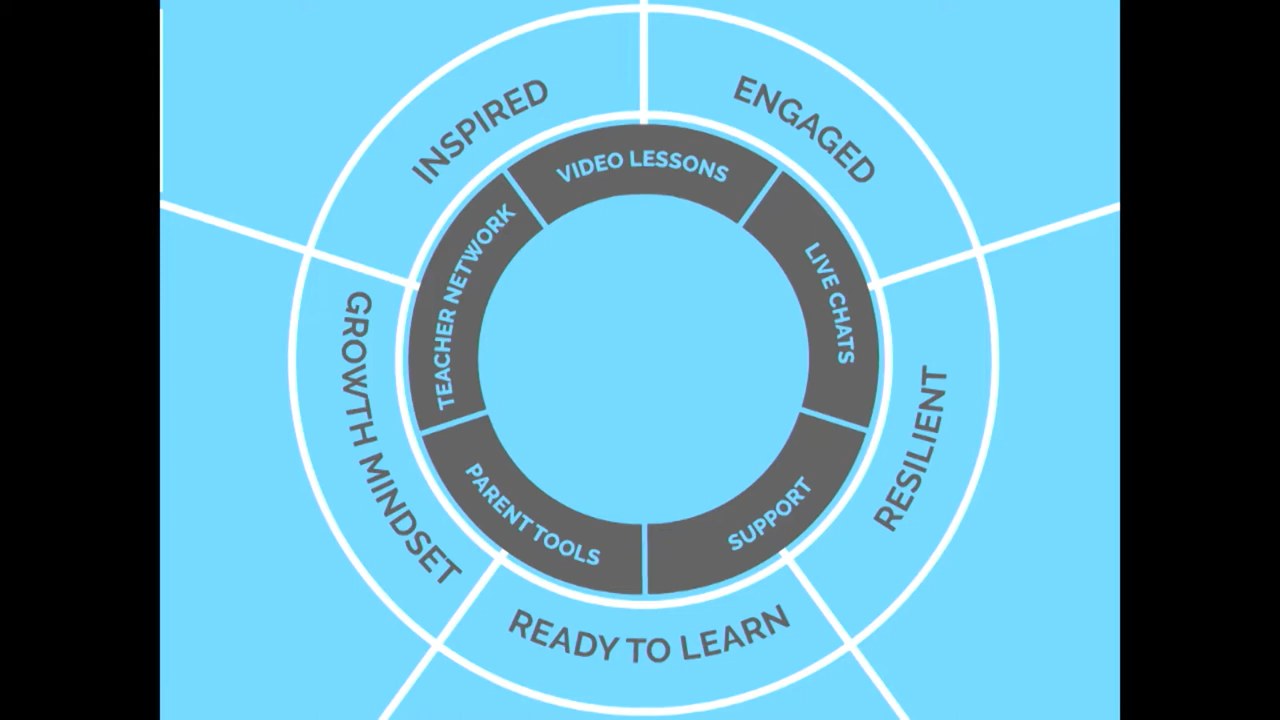 INSPIRED
ENGAGED
RESILIENT
READY TO LEARN
GROWTH MINDSET
VIDEO LESSONS
LIVE CHATS
SUPPORT
PARENT TOOLS
TEACHER NETWORK